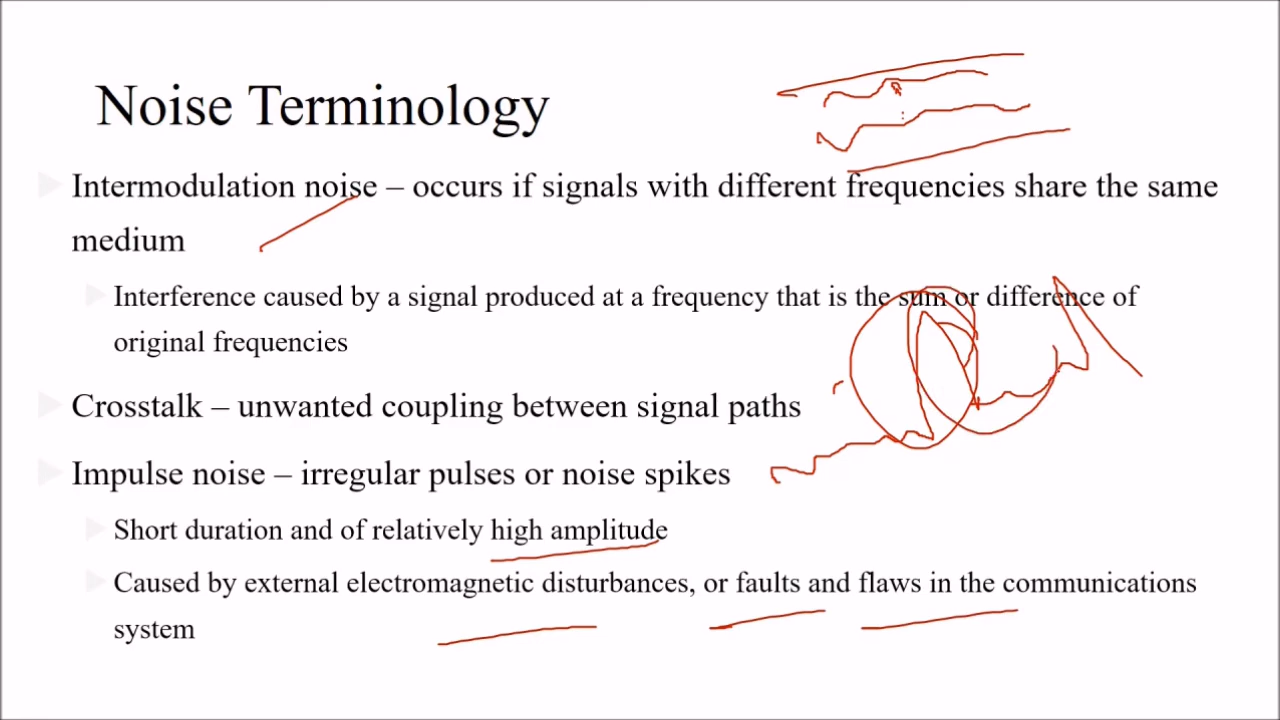 Noise Terminology
Intermodulation noise – occurs if signals with different frequencies share the same
medium
Interference caused by a signal produced at a frequency that is the sum or difference of
original frequencies
Crosstalk – unwanted coupling between signal paths
Impulse noise – irregular pulses or noise spikes
Short duration and of relatively high amplitude
Caused by external electromagnetic disturbances, or faults and flaws in the communications
system